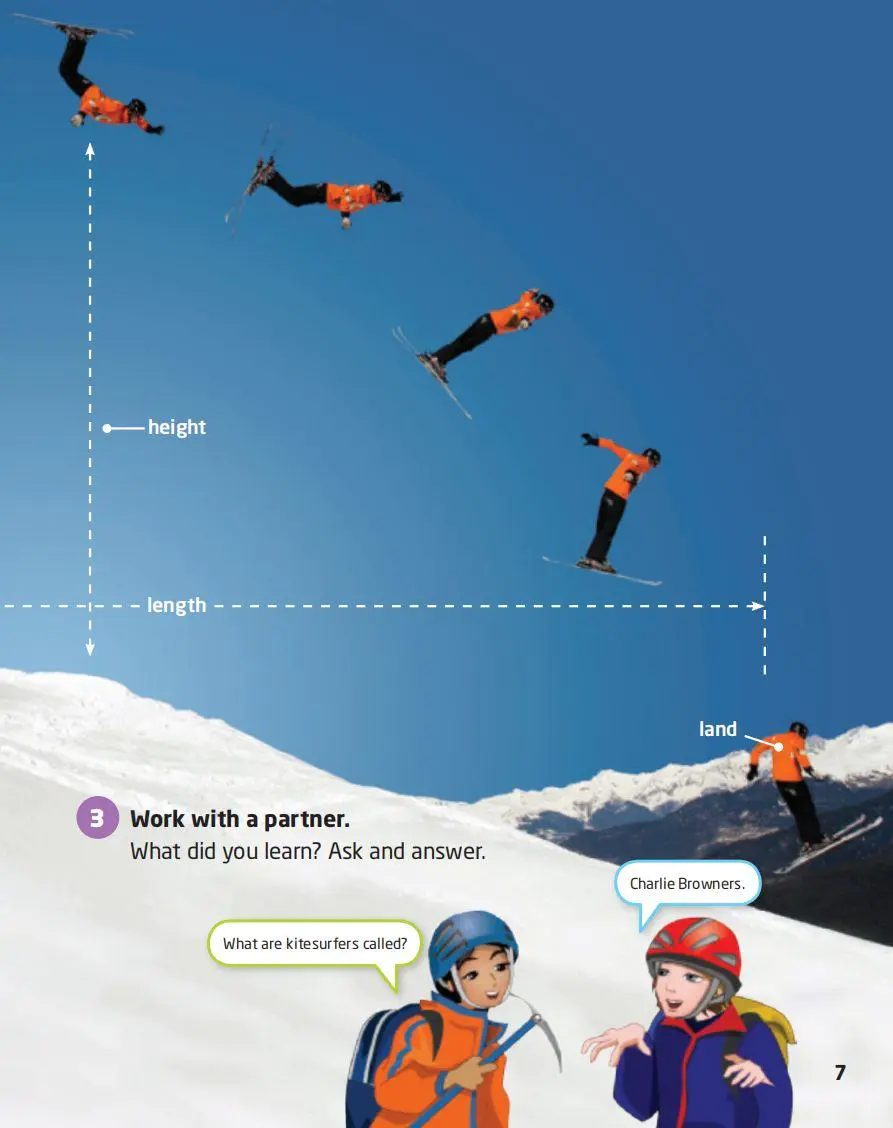 height
length
land
3 Work with a partner.
What did you learn? Ask and answer.
Charlie Browners.
What are kitesurfers called?
7